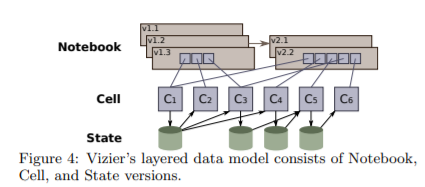 v1.1
v1.2
v1.3
v2.1
v2.2
Notebook
Cell
C1 C2 C3 C4 C5 C6
State
Figure 4: Vizier's layered data model consists of Notebook,
Cell, and State versions.